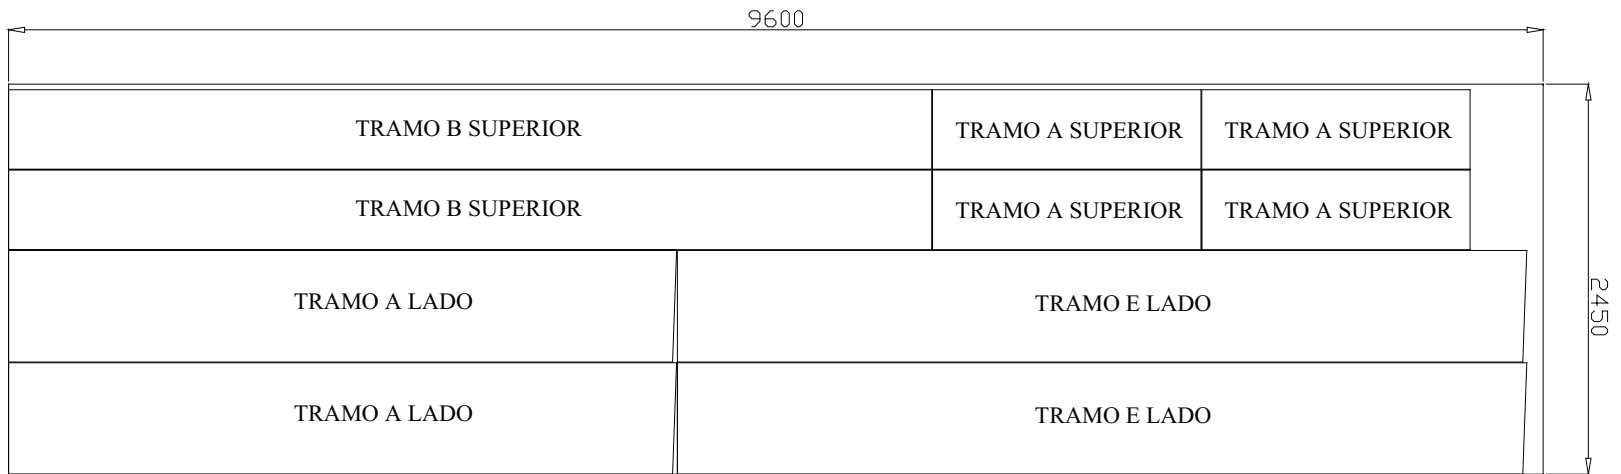 9600
TRAMO B SUPERIOR
TRAMO A SUPERIOR
TRAMO A SUPERIOR
TRAMO B SUPERIOR
TRAMO A SUPERIOR
TRAMO A SUPERIOR
2450
TRAMO A LADO
TRAMO E LADO
TRAMO A LADO
TRAMO E LADO